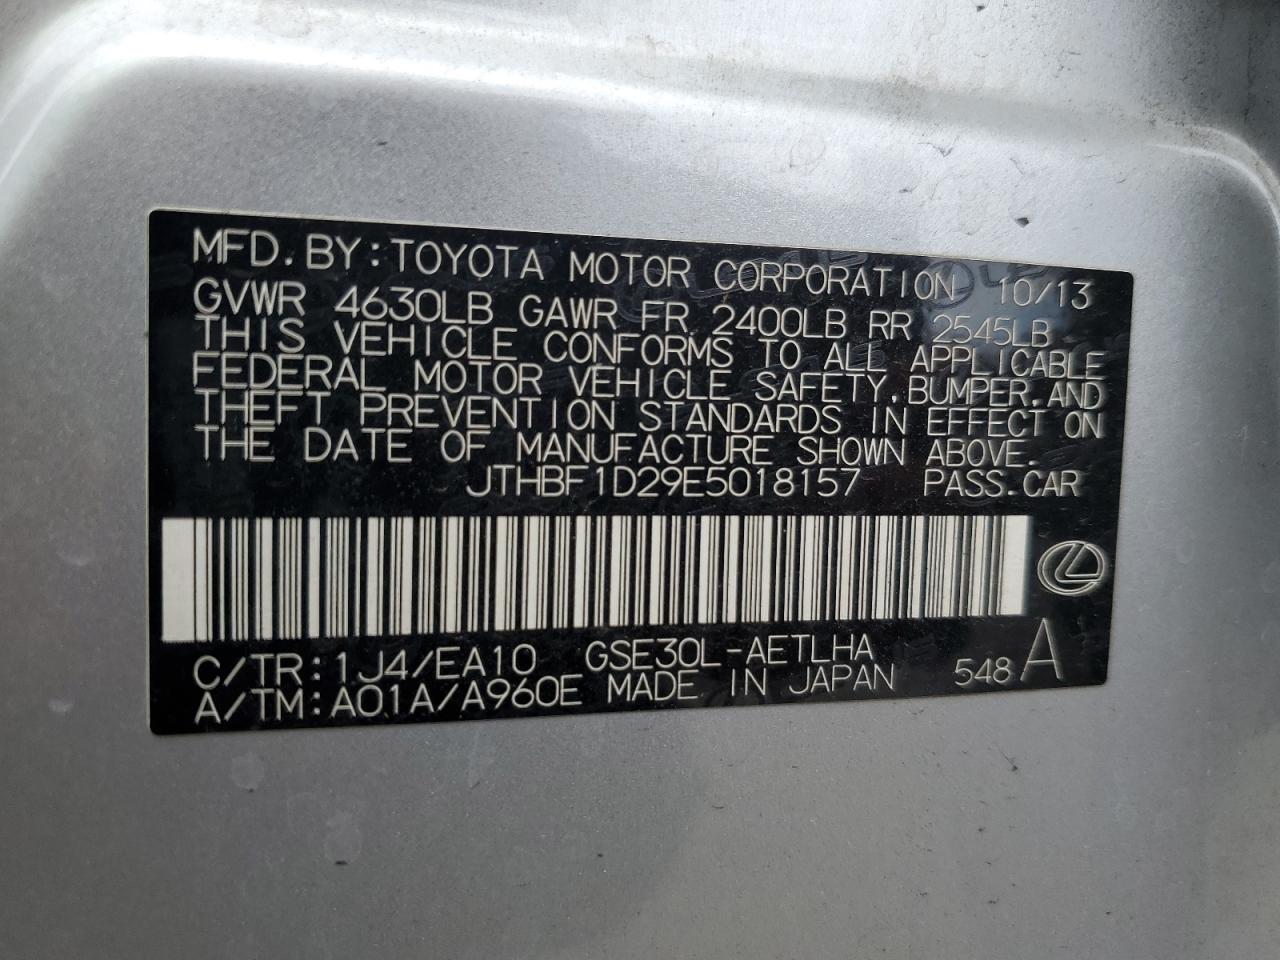 MFD. BY: TOYOTA MOTOR CORPORATION 10/13
GVWR 4630LB GAWR FR 2400LB RR 2545LB
THIS VEHICLE CONFORMS TO ALL APPLICABLE
FEDERAL MOTOR VEHICLE SAFETY, BUMPER, AND
THEFT PREVENTION STANDARDS IN EFFECT ON
THE DATE OF MANUFACTURE SHOWN ABOVE.
JTHBF1D29E5018157 PASS. CAR
C/TR: 1J4/EA10 GSE30L-AETLHA
A/TM: A01A/A960E MADE IN JAPAN 548 A